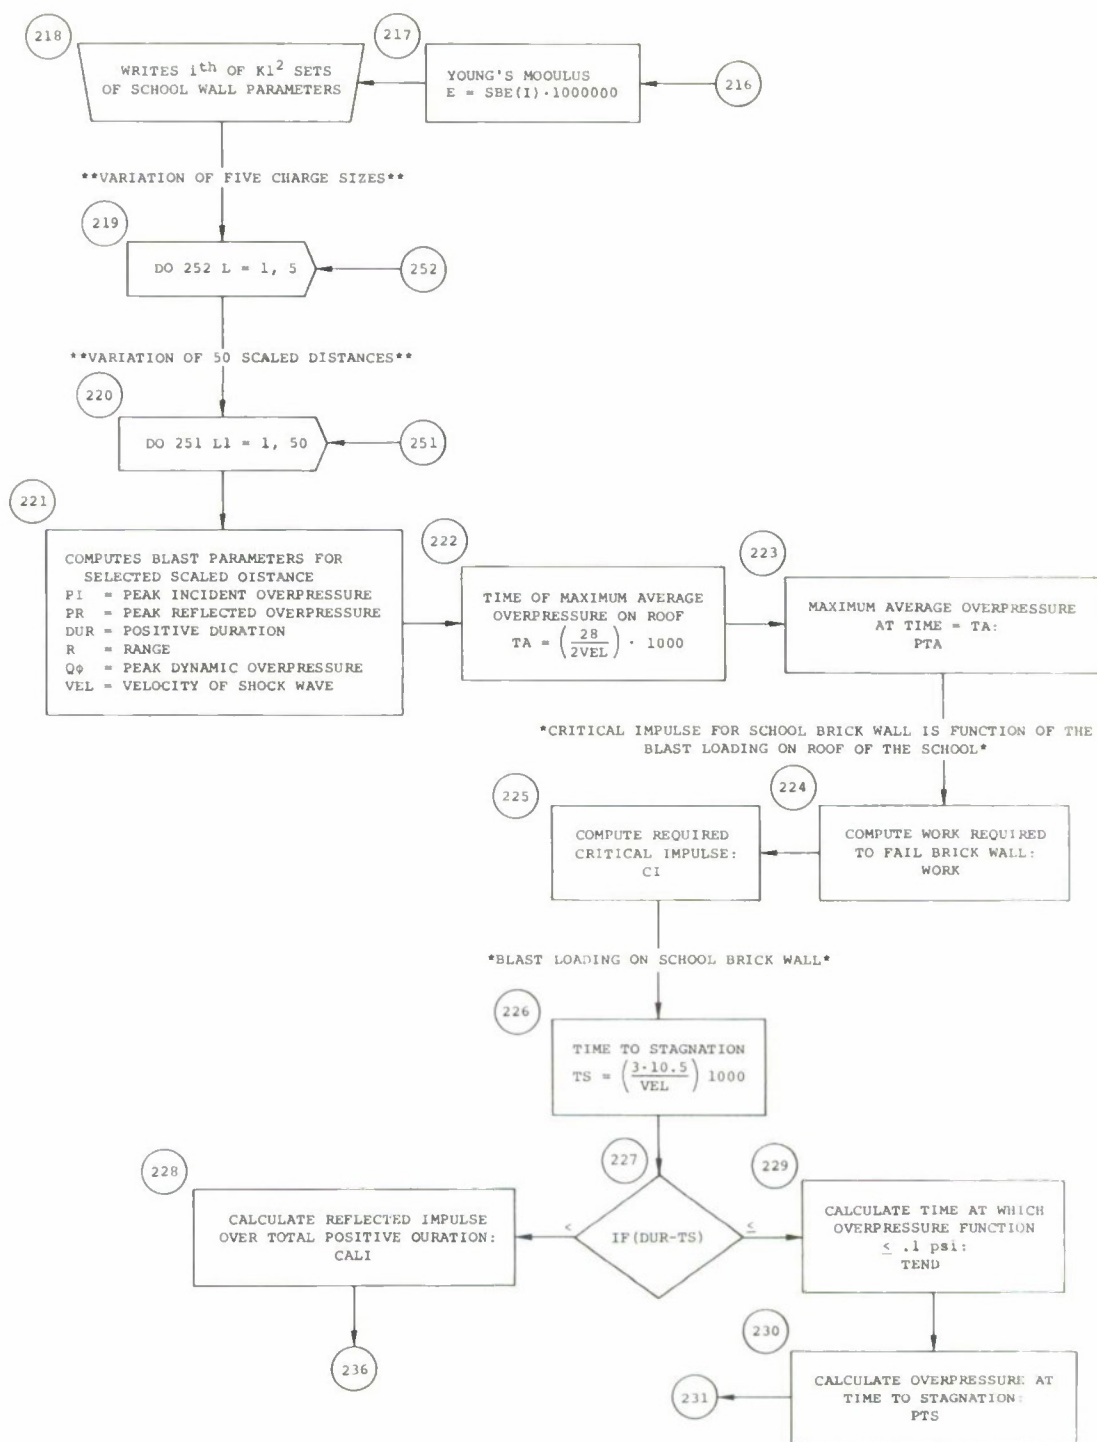 218
WRITES ith OF K1² SETS
OF SCHOOL WALL PARAMETERS
217
YOUNG'S MOOULUS
E = SBE(I)·1000000
216
**VARIATION OF FIVE CHARGE SIZES**
219
DO 252 L = 1, 5
252
**VARIATION OF 50 SCALED DISTANCES**
220
DO 251 L1 = 1, 50
251
221
COMPUTES BLAST PARAMETERS FOR
SELECTED SCALED OISTANCE
PI = PEAK INCIDENT OVERPRESSURE
PR = PEAK REFLECTED OVERPRESSURE
DUR = POSITIVE DURATION
R = RANGE
Qφ = PEAK DYNAMIC OVERPRESSURE
VEL = VELOCITY OF SHOCK WAVE
222
TIME OF MAXIMUM AVERAGE
OVERPRESSURE ON ROOF
TA = (28/2VEL) · 1000
223
MAXIMUM AVERAGE OVERPRESSURE
AT TIME = TA:
PTA
*CRITICAL IMPULSE FOR SCHOOL BRICK WALL IS FUNCTION OF THE
BLAST LOADING ON ROOF OF THE SCHOOL*
224
COMPUTE WORK REQUIRED
TO FAIL BRICK WALL:
WORK
225
COMPUTE REQUIRED
CRITICAL IMPULSE:
CI
*BLAST LOADING ON SCHOOL BRICK WALL*
226
TIME TO STAGNATION
TS = (3·10.5/VEL) 1000
227
IF(DUR-TS)
<
≤
228
CALCULATE REFLECTED IMPULSE
OVER TOTAL POSITIVE OURATION:
CALI
236
229
CALCULATE TIME AT WHICH
OVERPRESSURE FUNCTION
≤ .1 psi:
TEND
230
CALCULATE OVERPRESSURE AT
TIME TO STAGNATION:
PTS
231